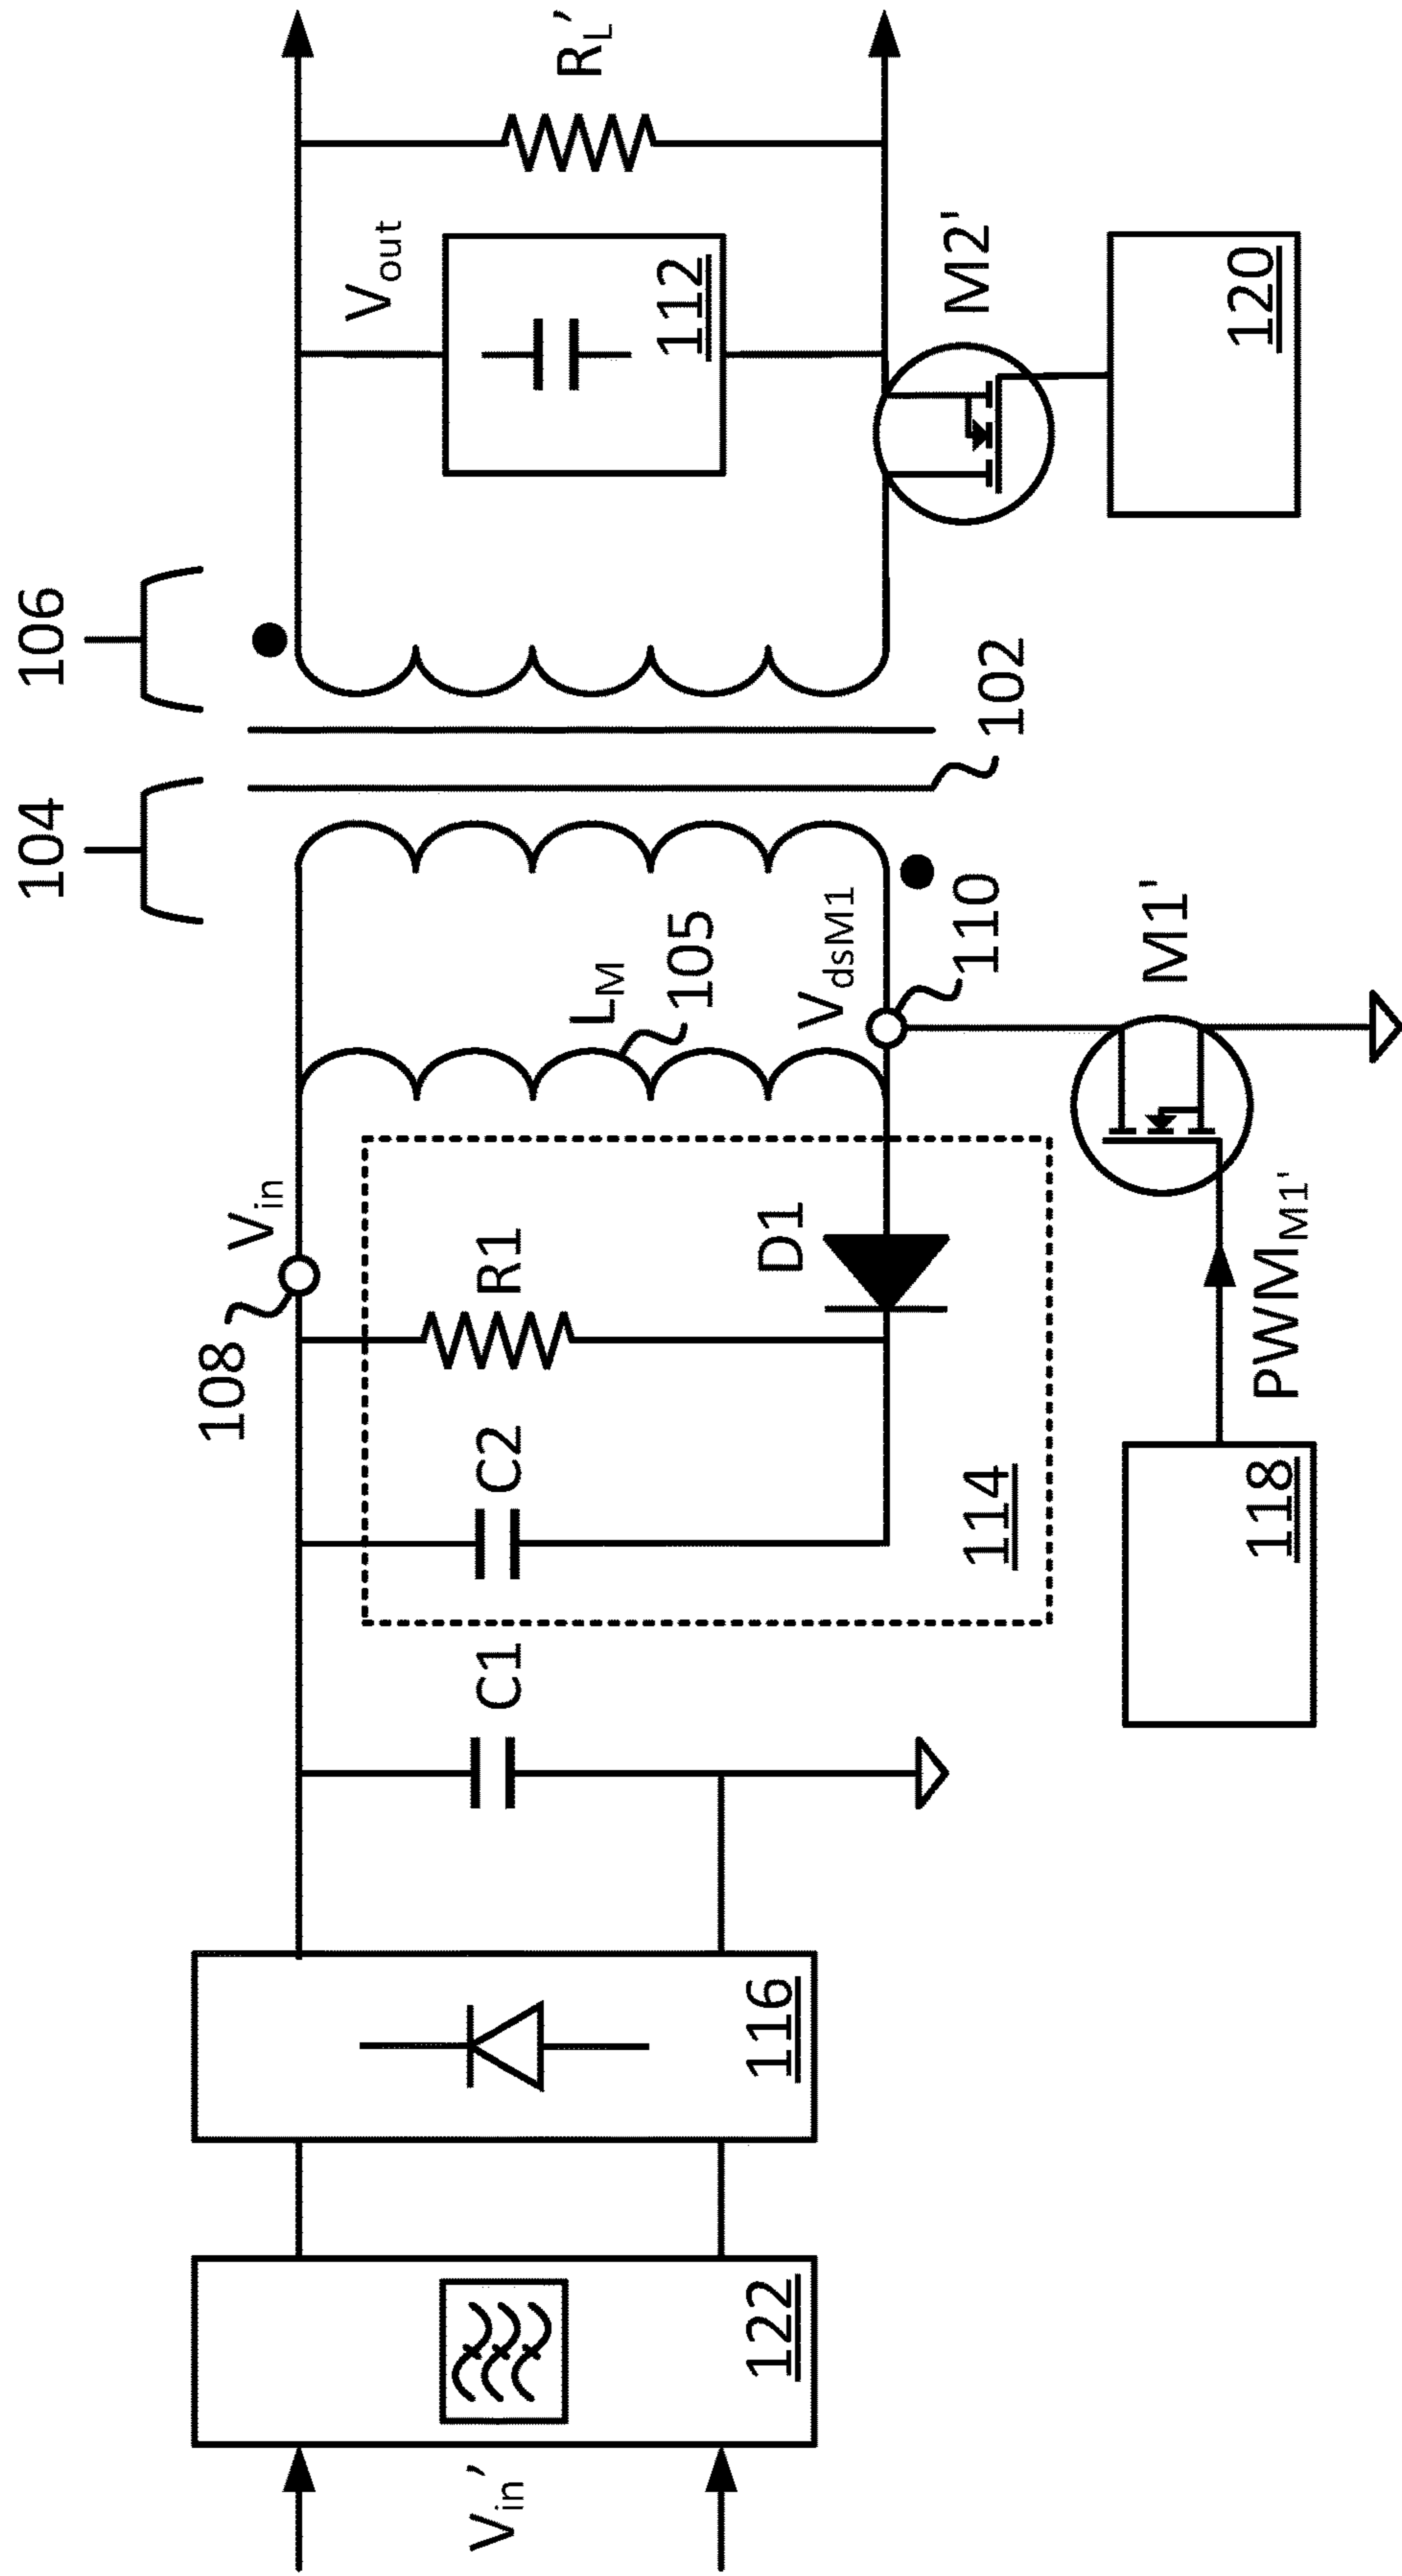 104
106
108
V_in
V_out
R_L’
L_M
105
112
C1
C2
R1
V_in’
122
116
D1
V_dsM1
110
102
114
M2'
118
PWM_M1'
M1'
120